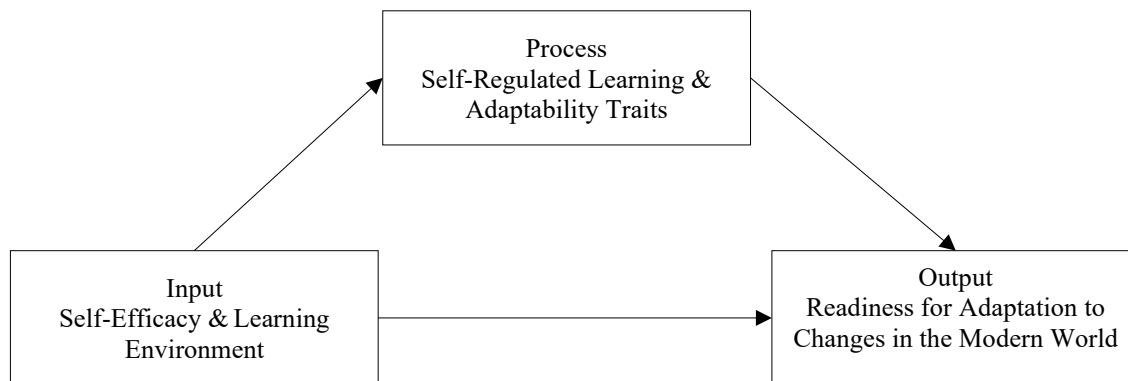 Process
Self-Regulated Learning &
Adaptability Traits
Input
Self-Efficacy & Learning
Environment
Output
Readiness for Adaptation to
Changes in the Modern World